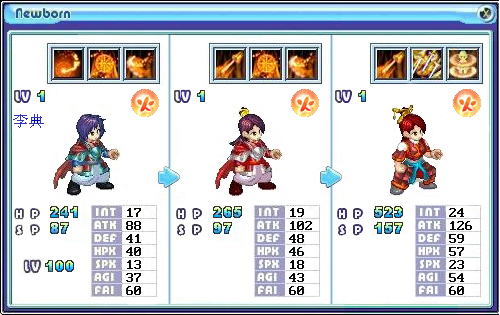 Newborn
LV 1
火
李典
HP 241
SP 87
LV 100
INT 17
ATK 88
DEF 41
HPX 40
SPX 13
AGI 37
FAI 60
LV 1
火
HP 265
SP 97
INT 19
ATK 102
DEF 48
HPX 46
SPX 18
AGI 43
FAI 60
LV 1
火
HP 523
SP 157
INT 24
ATK 126
DEF 59
HPX 57
SPX 23
AGI 54
FAI 60